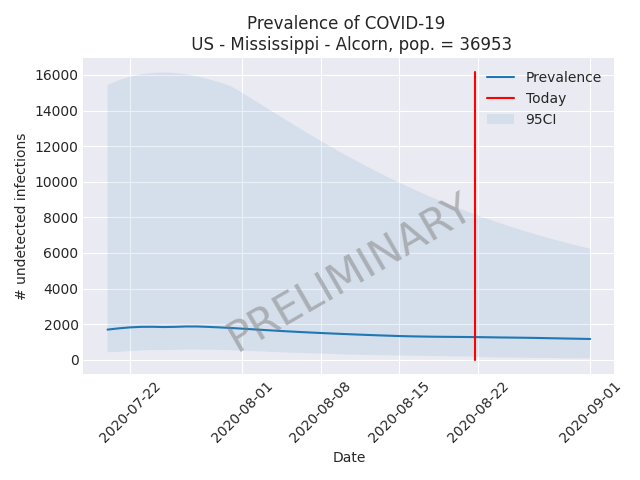 Prevalence of COVID-19
US - Mississippi - Alcorn, pop. = 36953
# undetected infections
16000
14000
12000
10000
8000
6000
4000
2000
0
Prevalence
Today
95CI
PRELIMINARY
2020-07-22
2020-08-01
2020-08-08
2020-08-15
2020-08-22
2020-09-01
Date